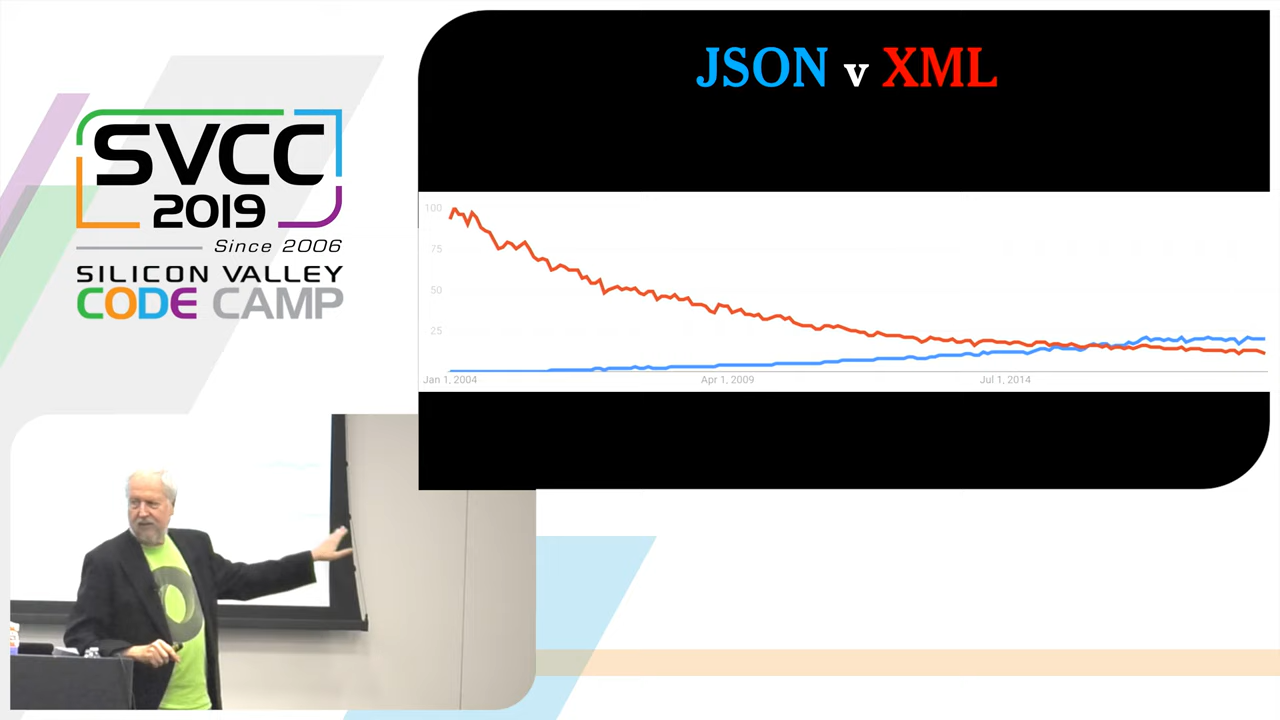 SVCC
2019
Since 2006
SILICON VALLEY
CODE CAMP
JSON v XML
100
75
50
25
Jan 1, 2004
Apr 1, 2009
Jul 1, 2014